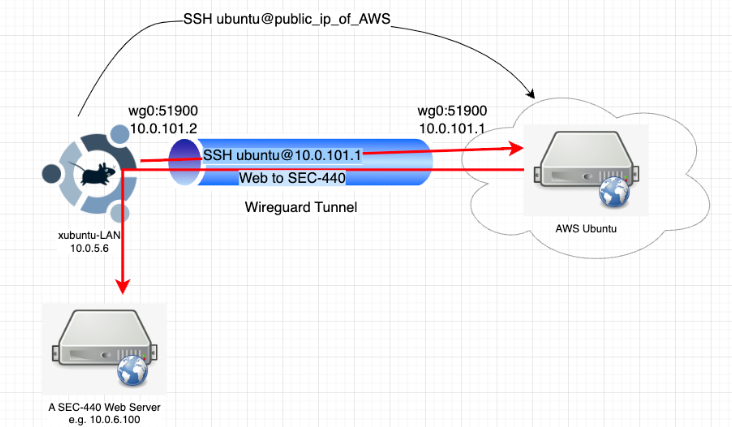 SSH ubuntu@public_ip_of_AWS
wg0:51900
10.0.101.2
wg0:51900
10.0.101.1
SSH ubuntu@10.0.101.1
Web to SEC-440
Wireguard Tunnel
xubuntu-LAN
10.0.5.6
AWS Ubuntu
A SEC-440 Web Server
e.g. 10.0.6.100